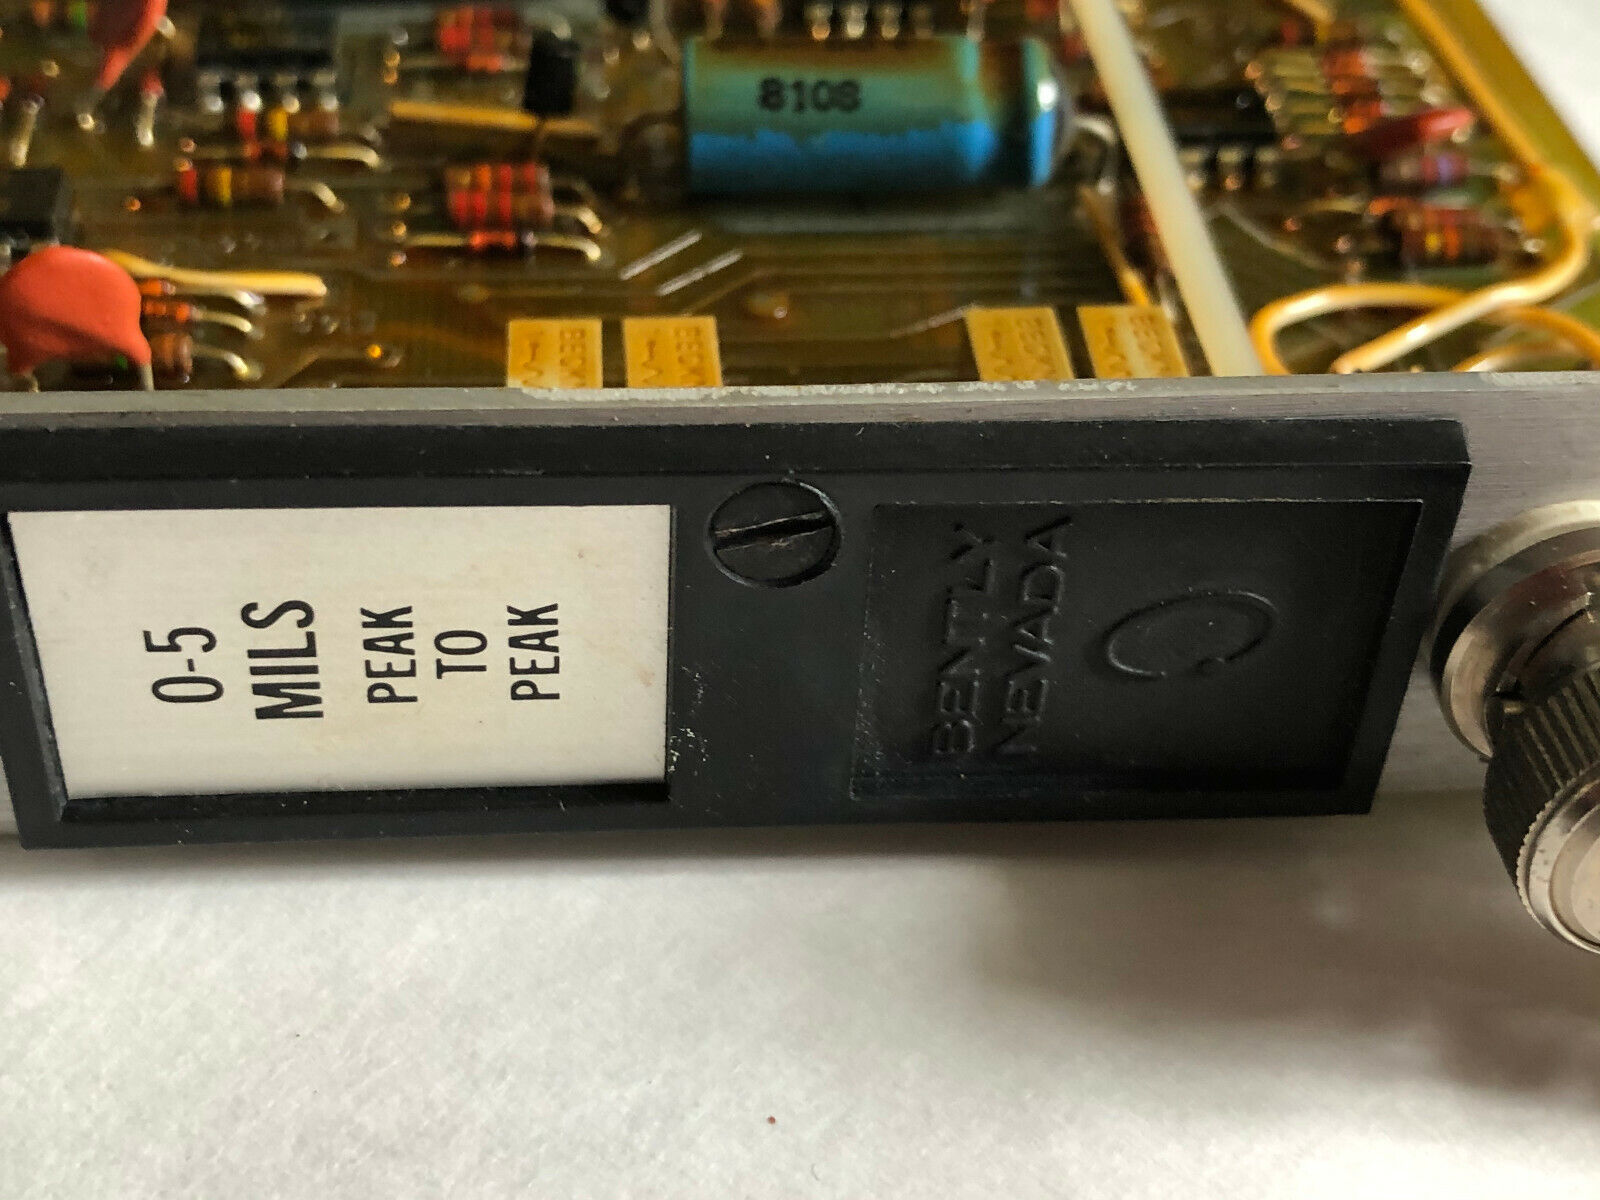 8108
0-5
MILS
PEAK
TO
PEAK
BENTLY
NEVADA